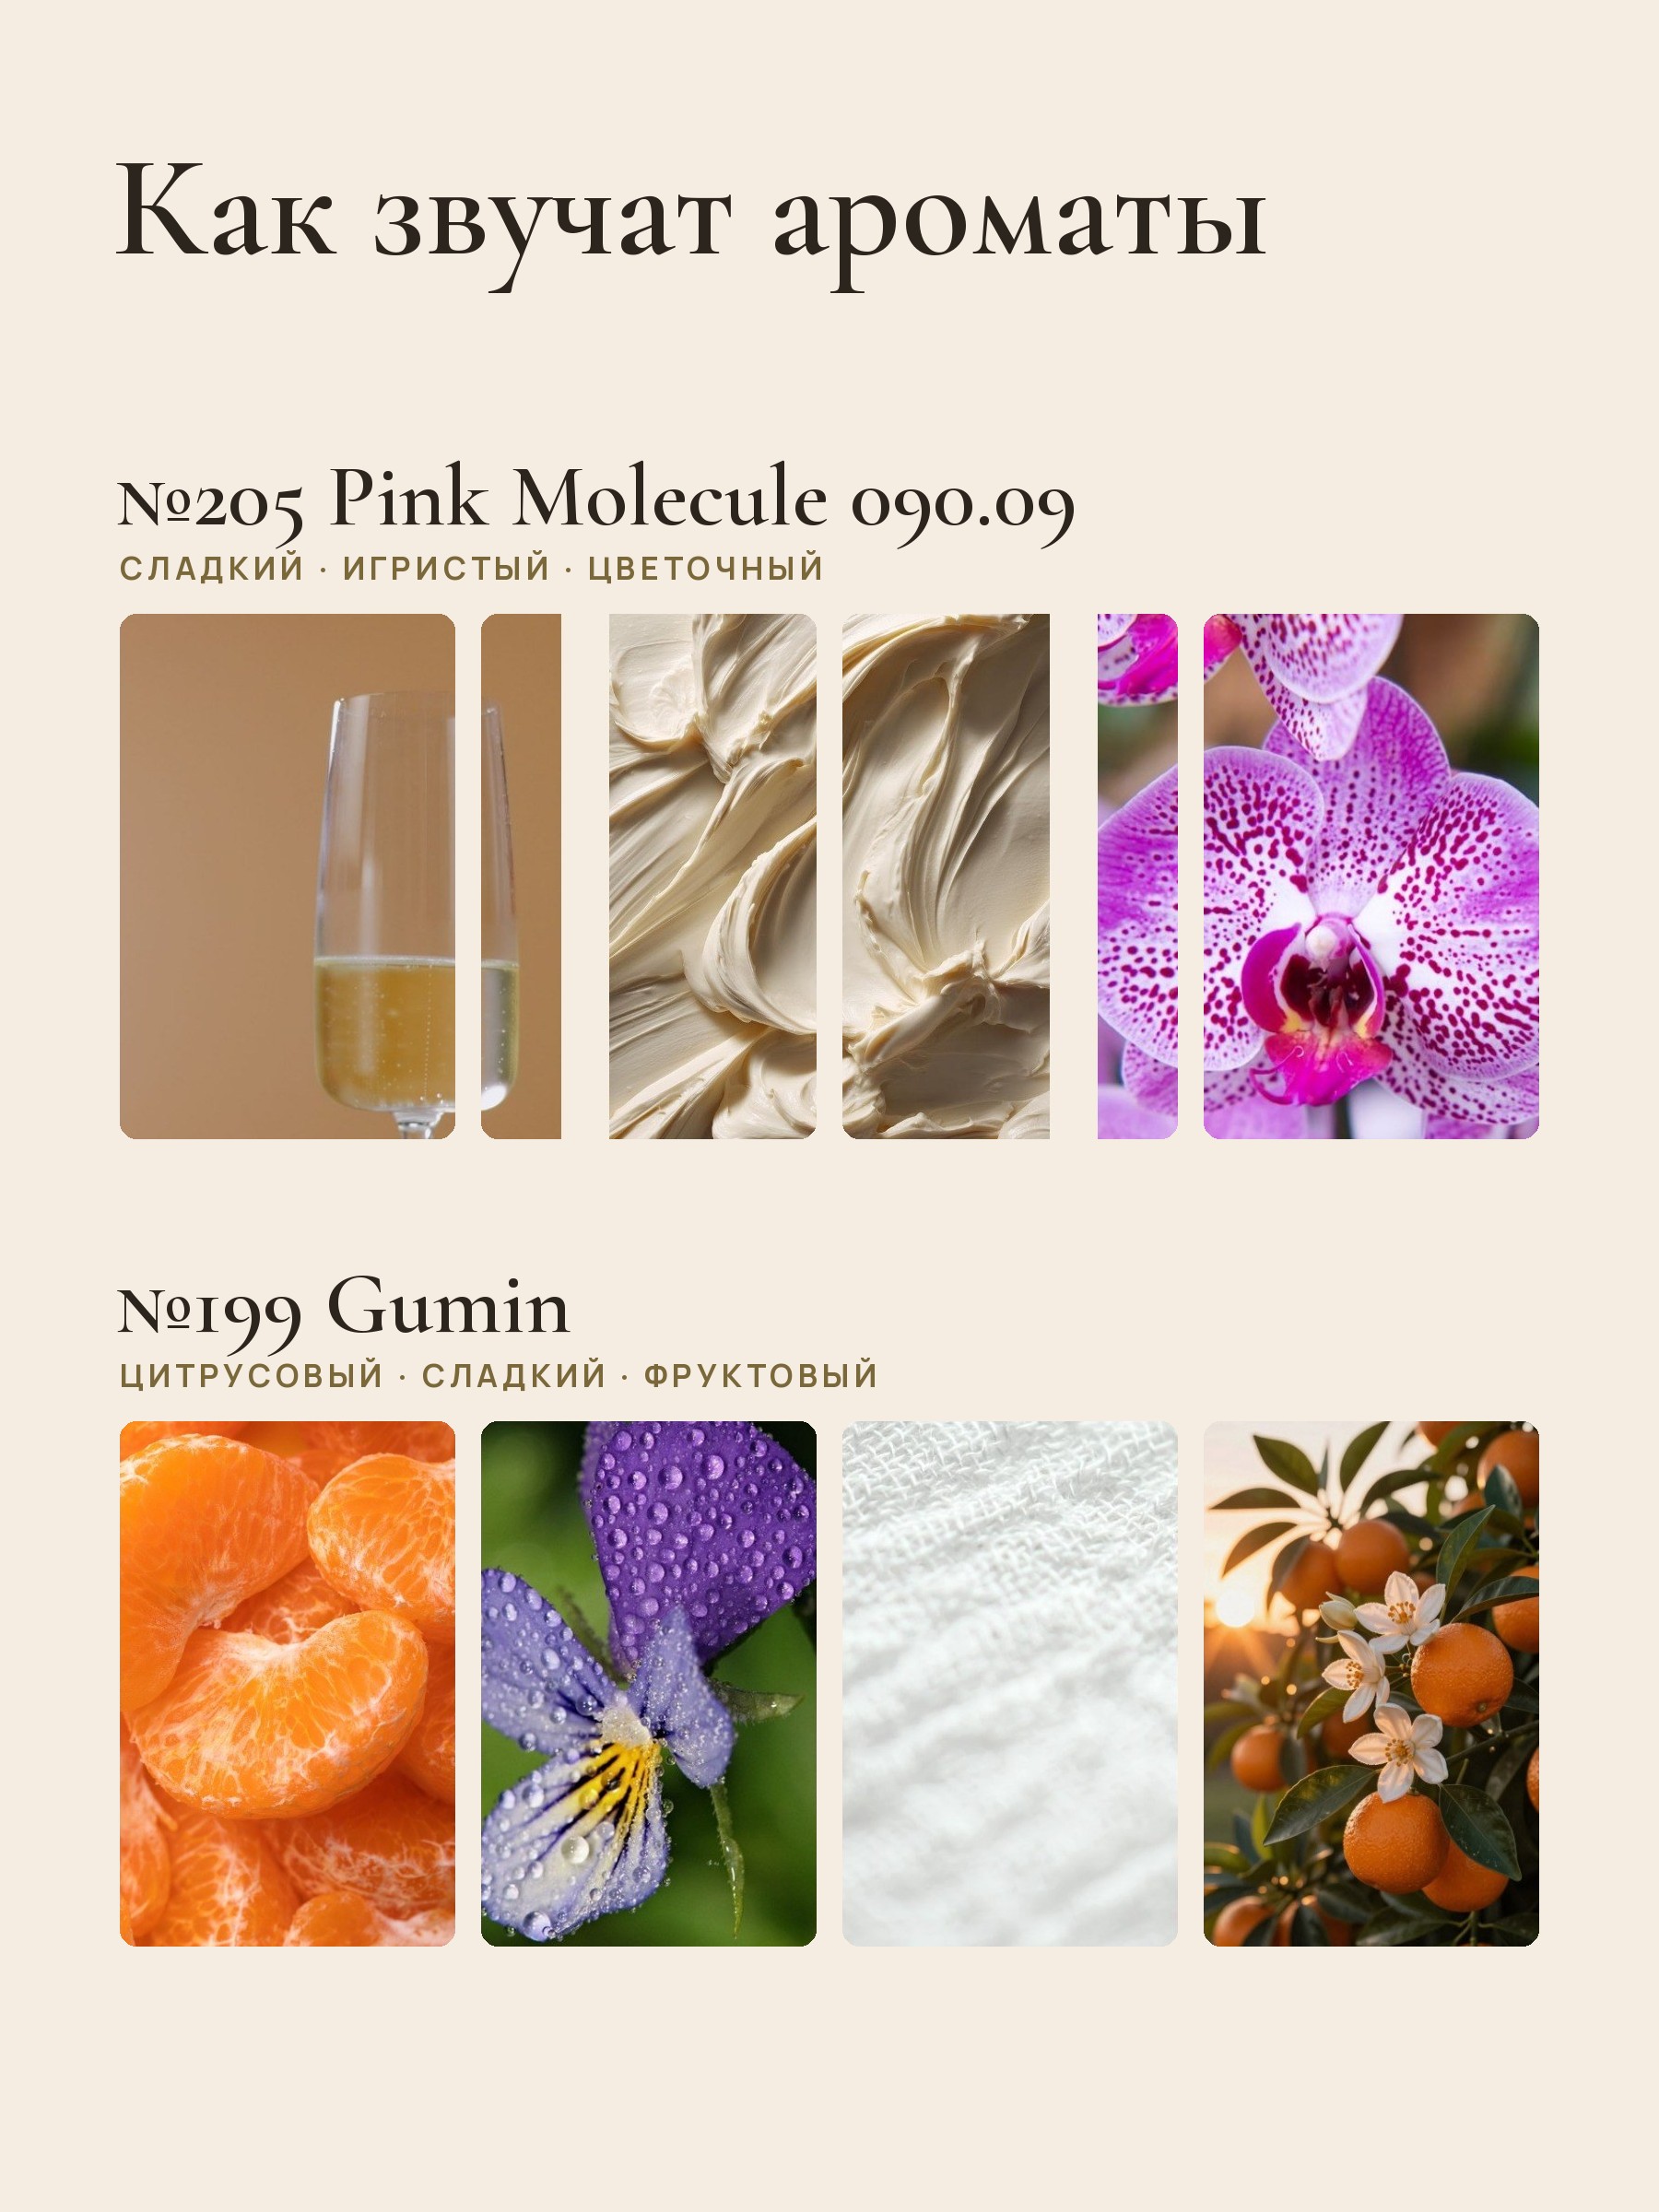 Как звучат ароматы
№205 Pink Molecule 090.09
СЛАДКИЙ · ИГРИСТЫЙ · ЦВЕТОЧНЫЙ
№199 Gumin
ЦИТРУСОВЫЙ · СЛАДКИЙ · ФРУКТОВЫЙ